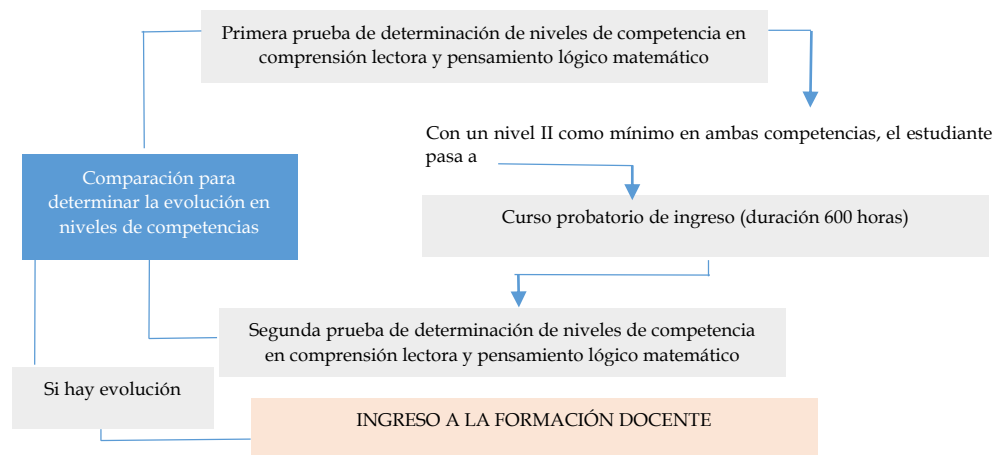 Primera prueba de determinación de niveles de competencia en
comprensión lectora y pensamiento lógico matemático
Con un nivel II como mínimo en ambas competencias, el estudiante
pasa a
Comparación para
determinar la evolución en
niveles de competencias
Curso probatorio de ingreso (duración 600 horas)
Segunda prueba de determinación de niveles de competencia
en comprensión lectora y pensamiento lógico matemático
Si hay evolución
INGRESO A LA FORMACIÓN DOCENTE